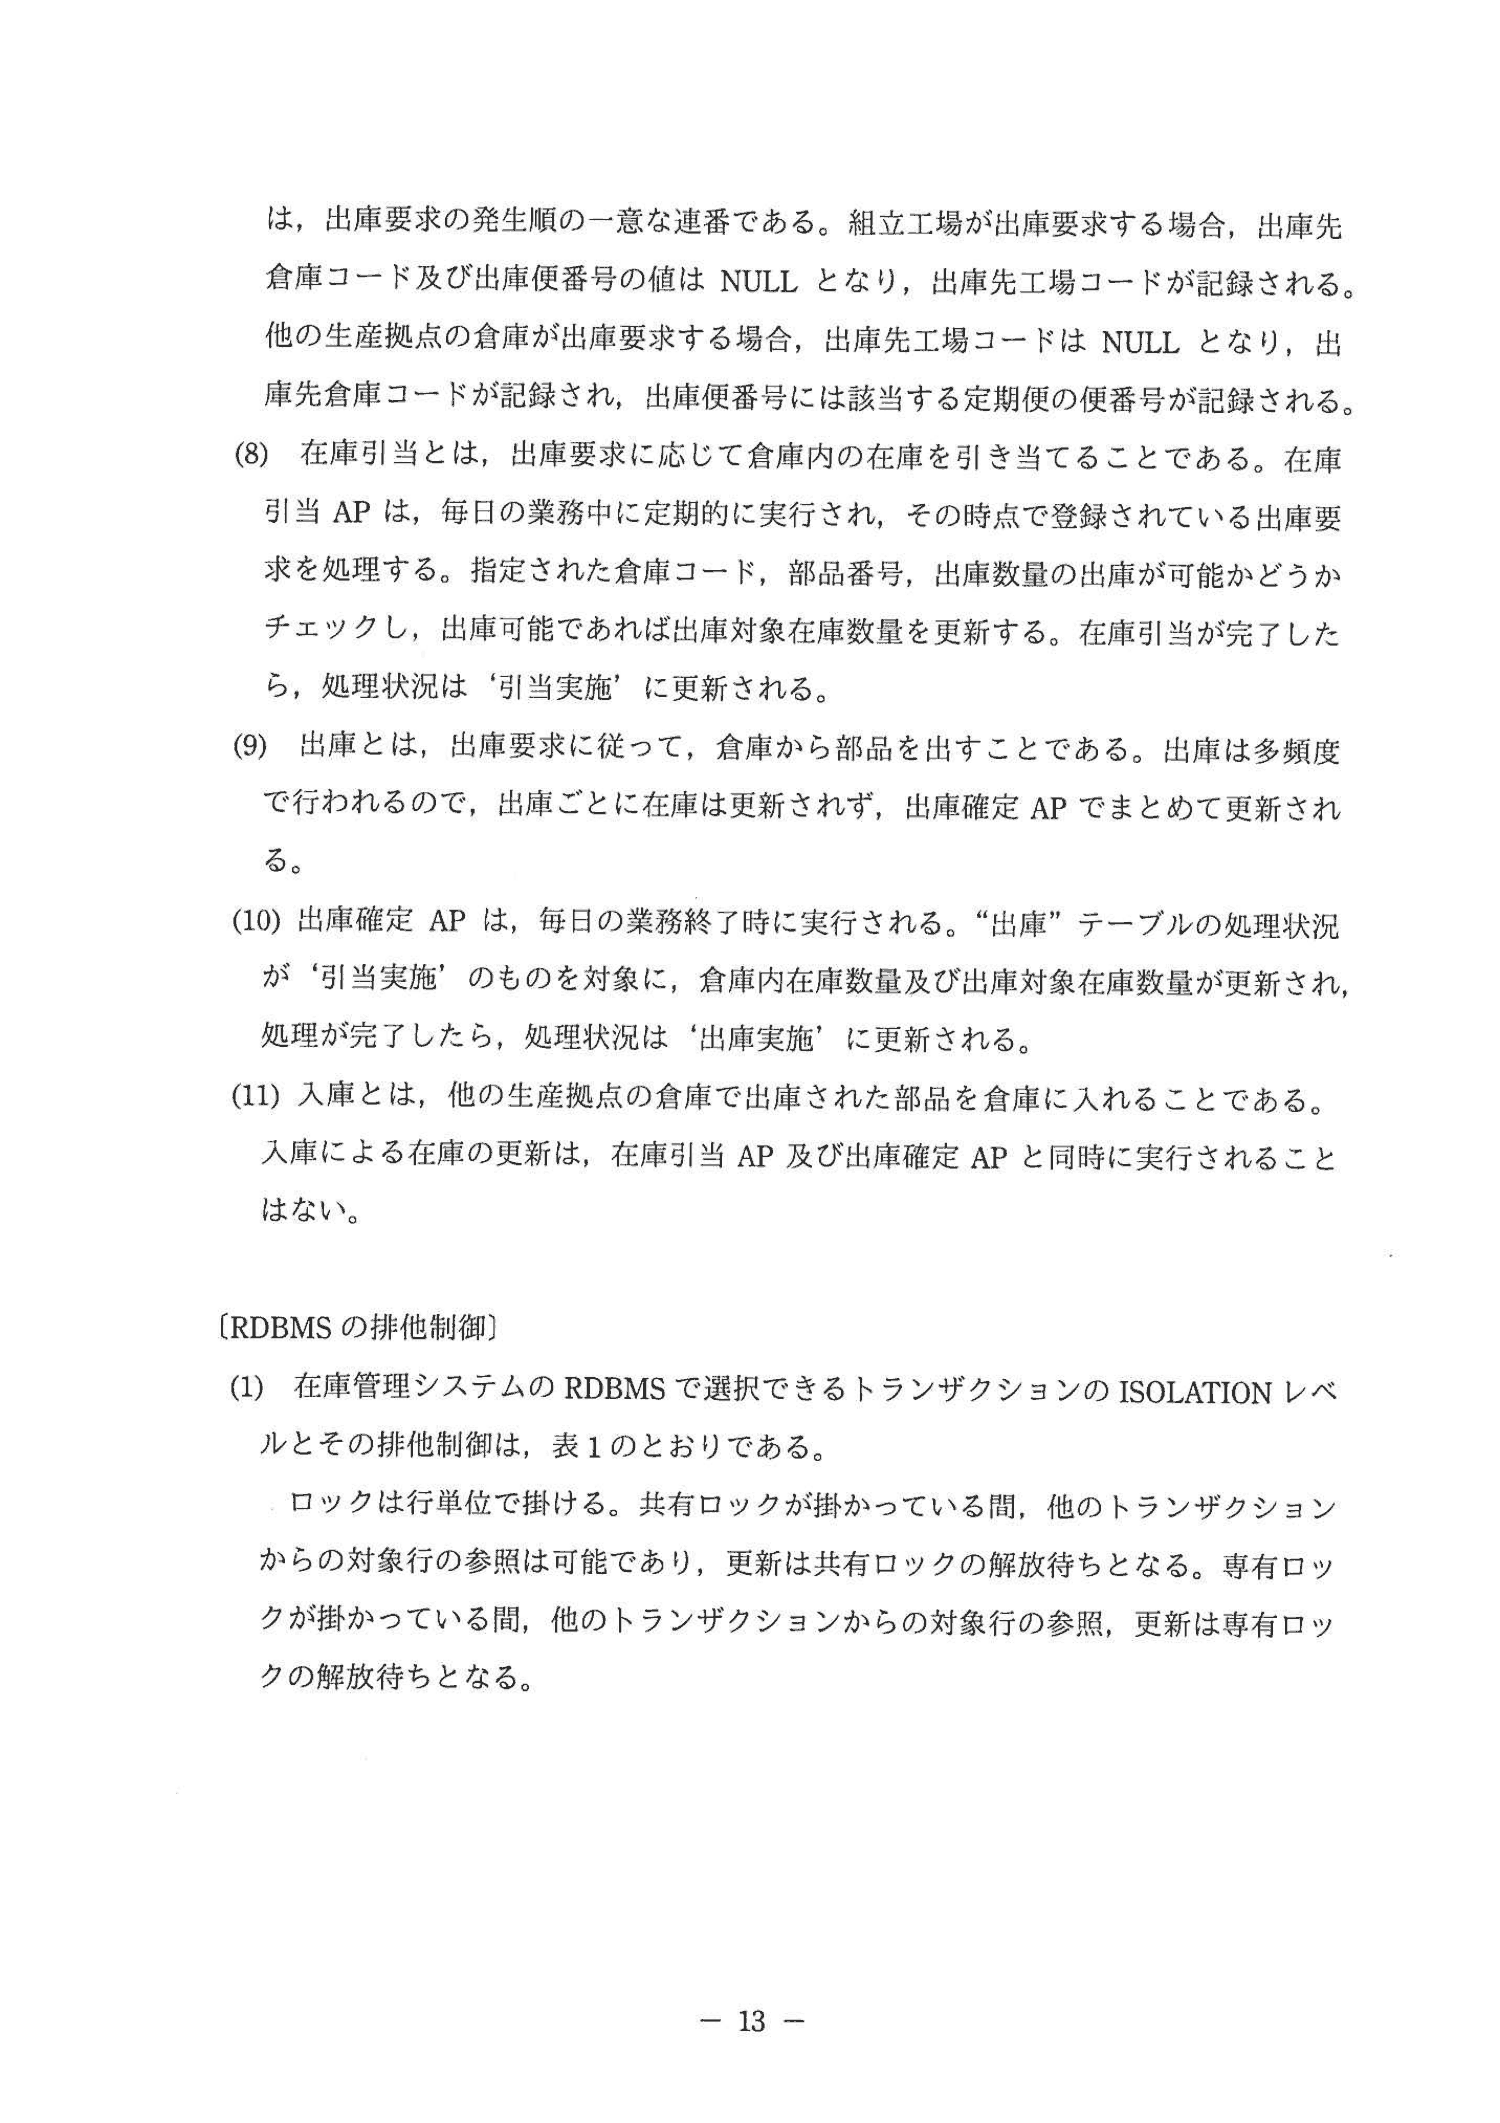 は，出庫要求の発生順の一意な連番である。組立工場が出庫要求する場合，出庫先
倉庫コード及び出庫便番号の値は NULL となり，出庫先工場コードが記録される。
他の生産拠点の倉庫が出庫要求する場合，出庫先工場コードは NULL となり，出
庫先倉庫コードが記録され，出庫便番号には該当する定期便の便番号が記録される。
(8) 在庫引当とは，出庫要求に応じて倉庫内の在庫を引き当てることである。在庫
引当 AP は，毎日の業務中に定期的に実行され，その時点で登録されている出庫要
求を処理する。指定された倉庫コード，部品番号，出庫数量の出庫が可能かどうか
チェックし，出庫可能であれば出庫対象在庫数量を更新する。在庫引当が完了した
ら，処理状況は‘引当実施’に更新される。
(9) 出庫とは，出庫要求に従って，倉庫から部品を出すことである。出庫は多頻度
で行われるので，出庫ごとに在庫は更新されず，出庫確定 AP でまとめて更新され
る。
(10) 出庫確定 AP は，毎日の業務終了時に実行される。“出庫”テーブルの処理状況
が‘引当実施’のものを対象に，倉庫内在庫数量及び出庫対象在庫数量が更新され，
処理が完了したら，処理状況は‘出庫実施’に更新される。
(11) 入庫とは，他の生産拠点の倉庫で出庫された部品を倉庫に入れることである。
入庫による在庫の更新は，在庫引当 AP 及び出庫確定 AP と同時に実行されること
はない。
〔RDBMS の排他制御〕
(1) 在庫管理システムの RDBMS で選択できるトランザクションの ISOLATION レベ
ルとその排他制御は，表 1 のとおりである。
ロックは行単位で掛ける。共有ロックが掛かっている間，他のトランザクション
からの対象行の参照は可能であり，更新は共有ロックの解放待ちとなる。専有ロッ
クが掛かっている間，他のトランザクションからの対象行の参照，更新は専有ロッ
クの解放待ちとなる。
－ 13 －